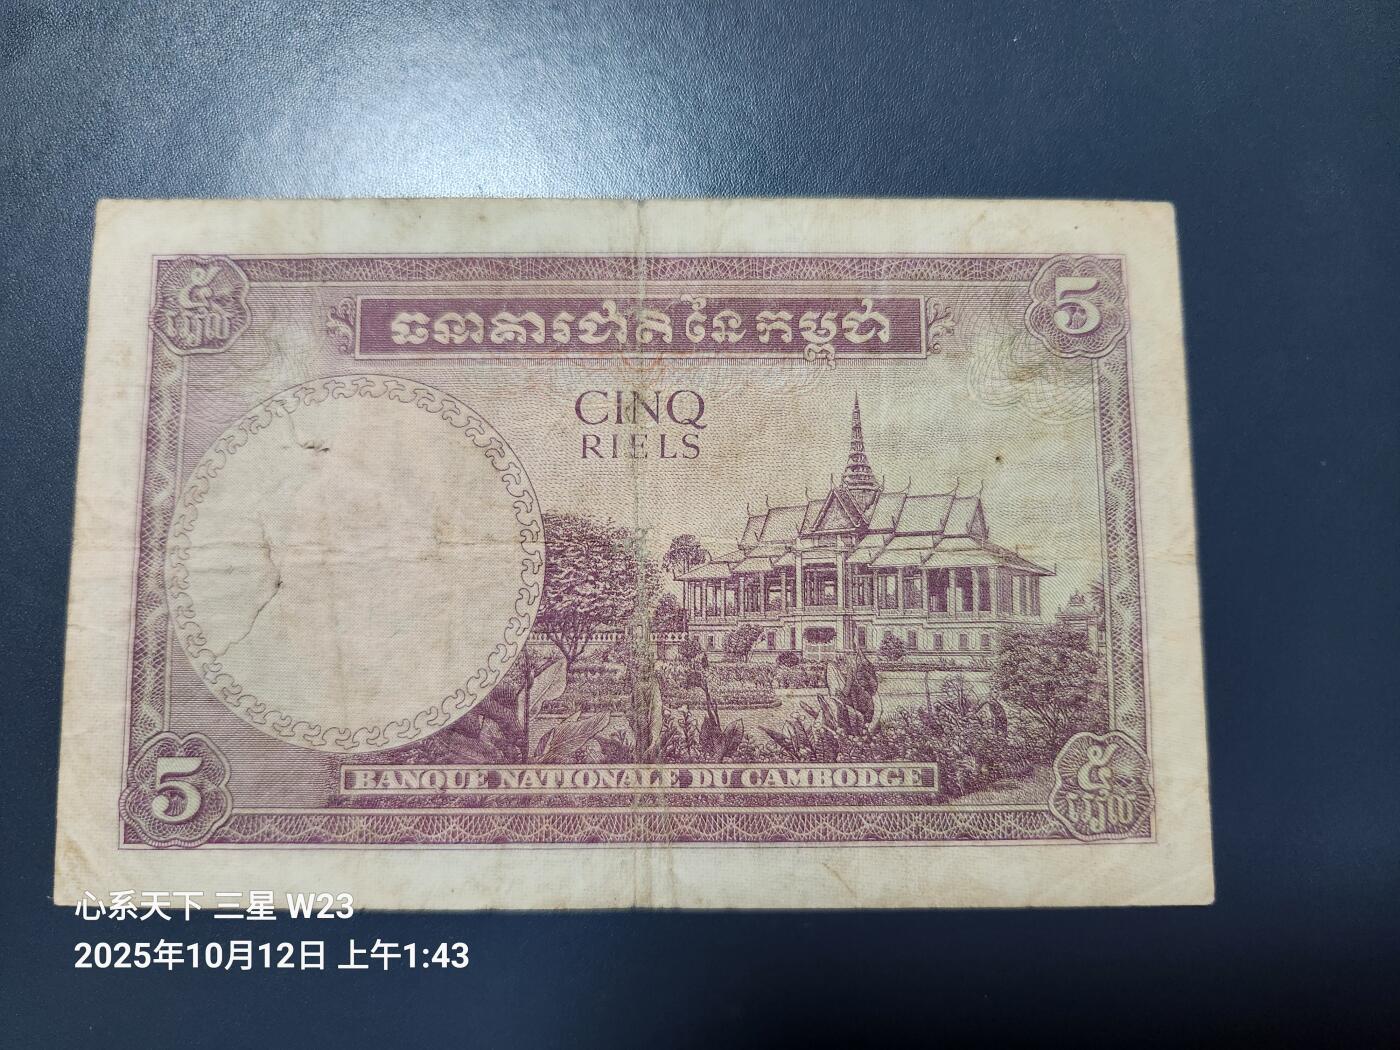 ៥
រៀល
5
ធនាគារជាតិនៃកម្ពុជា
CINQ
RIELS
5
BANQUE NATIONALE DU CAMBODGE
៥
រៀល
心系天下 三星 W23
2025年10月12日 上午1:43